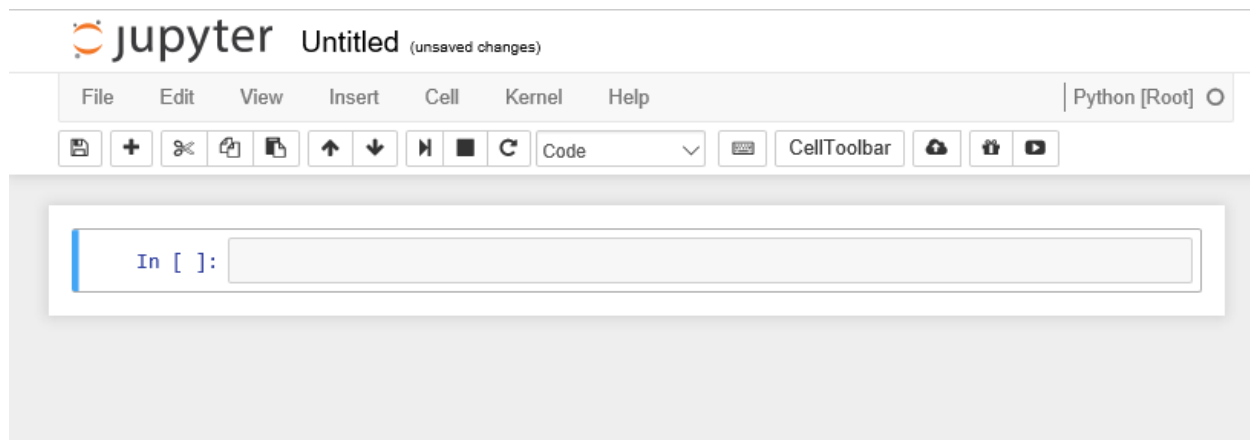 jupyter Untitled (unsaved changes)
File Edit View Insert Cell Kernel Help Python [Root]
Code CellToolbar
In [ ]: